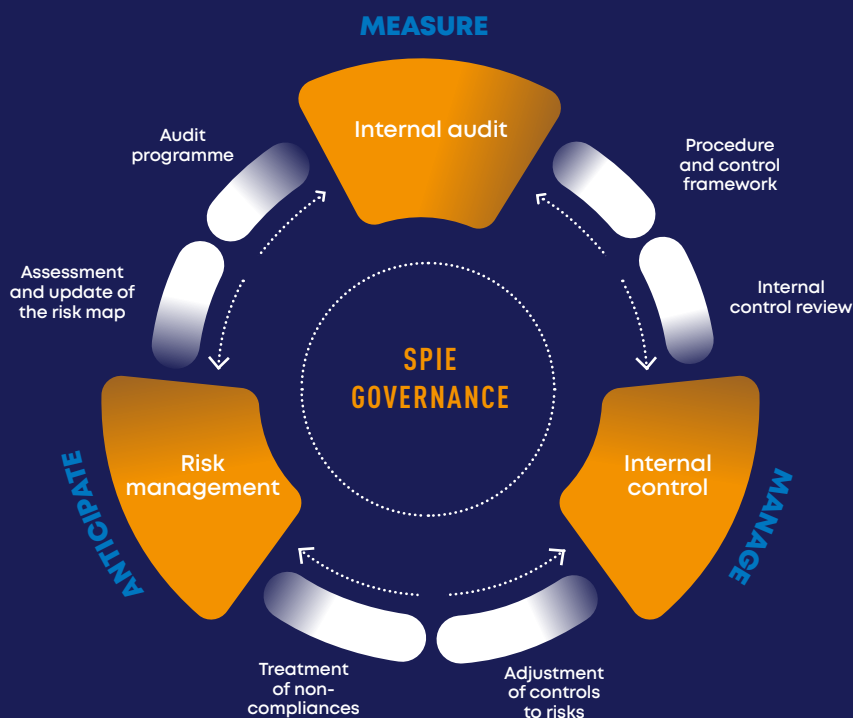 MEASURE
Internal audit
Audit
programme
Procedure
and control
framework
Assessment
and update of
the risk map
Internal
control review
SPIE
GOVERNANCE
Risk
management
Internal
control
ANTICIPATE
MANAGE
Treatment
of non-
compliances
Adjustment
of controls
to risks